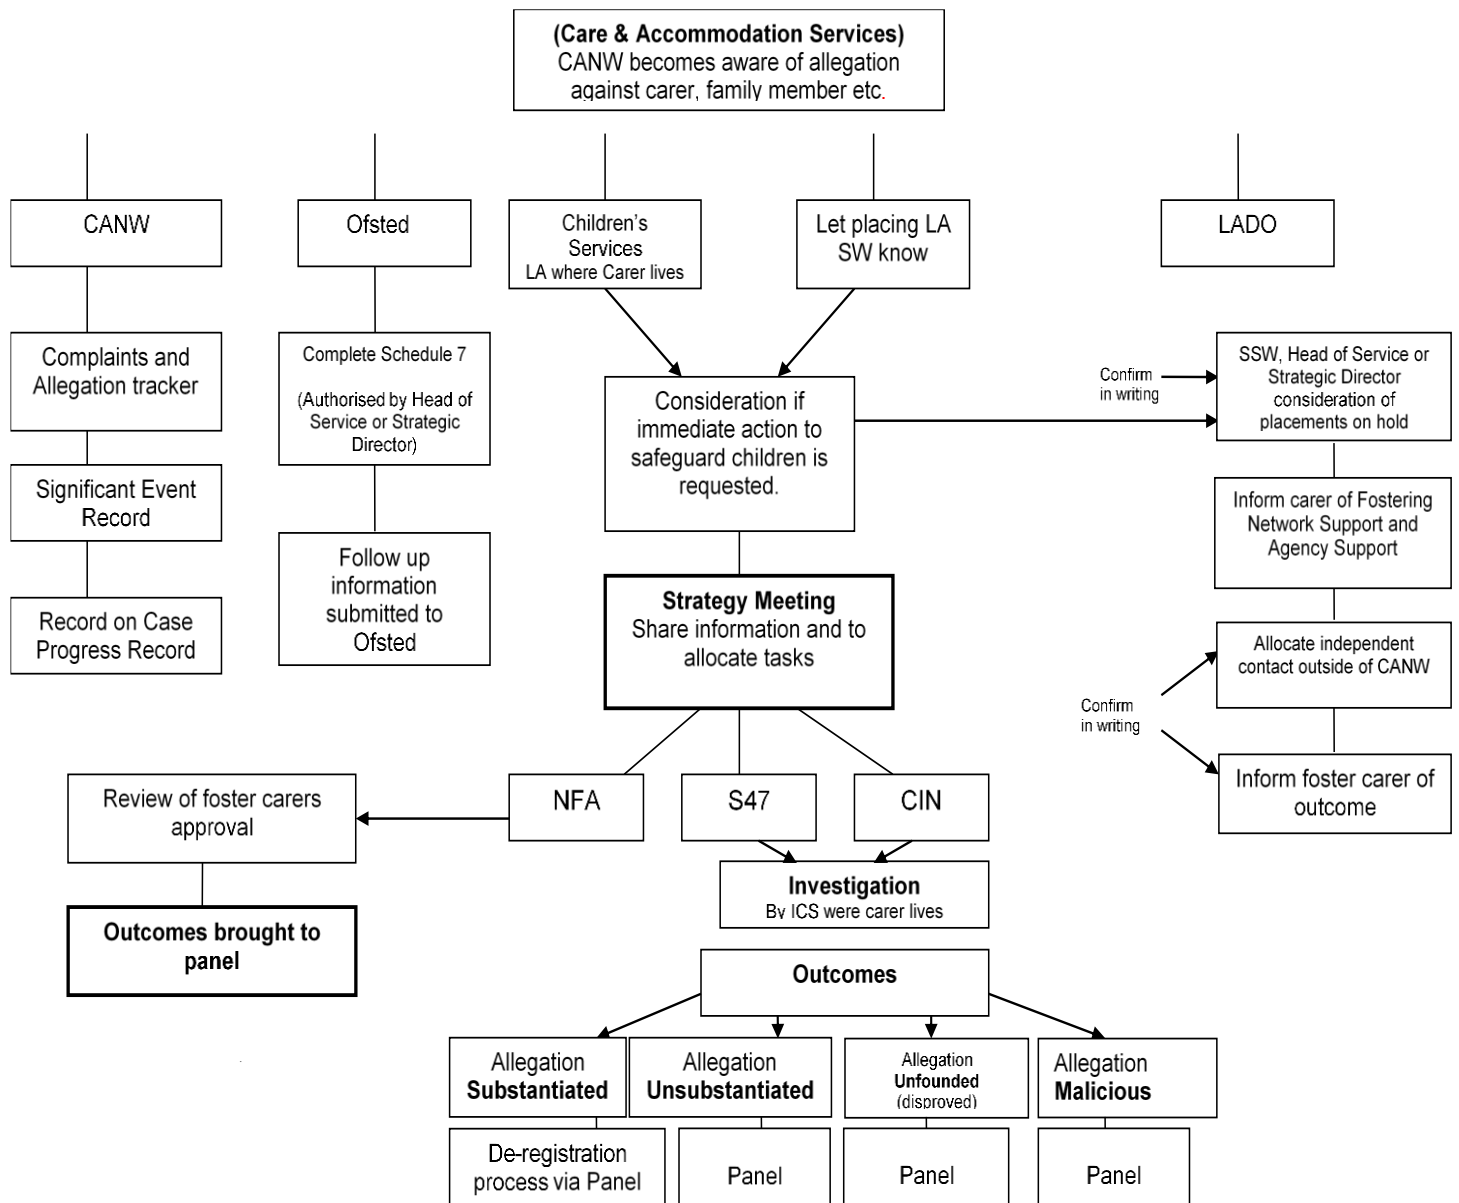 (Care & Accommodation Services)
CANW becomes aware of allegation
against carer, family member etc.
CANW
Ofsted
Children's
Services
LA where Carer lives
Let placing LA
SW know
LADO
Complaints and
Allegation tracker
Complete Schedule 7
(Authorised by Head of
Service or Strategic
Director)
Consideration if
immediate action to
safeguard children is
requested.
Confirm
in writing
SSW, Head of Service or
Strategic Director
consideration of
placements on hold
Significant Event
Record
Inform carer of Fostering
Network Support and
Agency Support
Follow up
information
submitted to
Ofsted
Record on Case
Progress Record
Strategy Meeting
Share information and to
allocate tasks
Allocate independent
contact outside of CANW
Confirm
in writing
Inform foster carer of
outcome
Review of foster carers
approval
NFA
S47
CIN
Investigation
By ICS were carer lives
Outcomes brought to
panel
Outcomes
Allegation
Substantiated
Allegation
Unsubstantiated
Allegation
Unfounded
(disproved)
Allegation
Malicious
De-registration
process via Panel
Panel
Panel
Panel